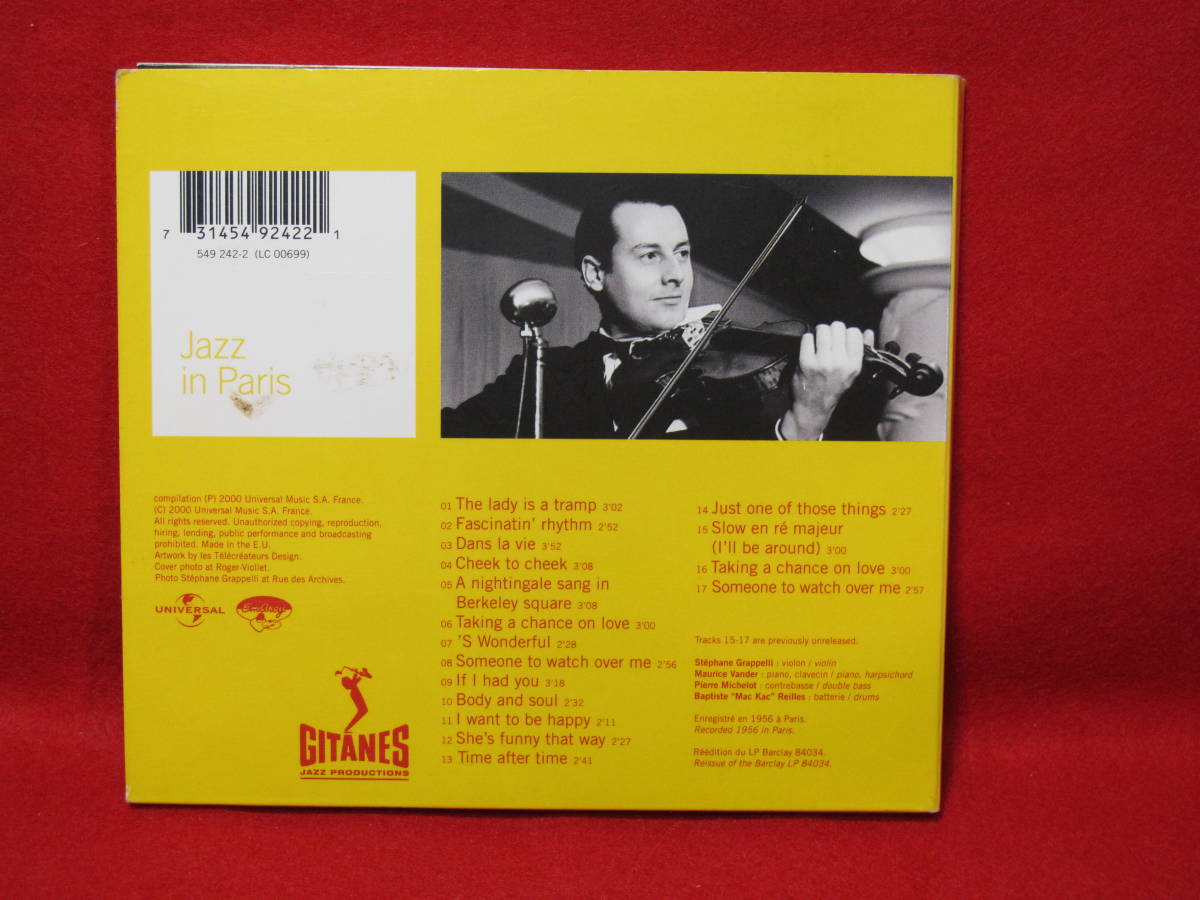 7 31454 92422 1
549 242-2 (LC 00699)
Jazz
in Paris
compilation (P) 2000 Universal Music S.A. France.
(C) 2000 Universal Music S.A. France.
All rights reserved. Unauthorized copying, reproduction,
hiring, lending, public performance and broadcasting
prohibited. Made in the E.U.
Artwork by les Télécréateurs Design.
Cover photo at Roger-Viollet.
Photo Stéphane Grappelli at Rue des Archives.
UNIVERSAL
EmArcy
GITANES
JAZZ PRODUCTIONS
01 The lady is a tramp 3'02
02 Fascinatin' rhythm 2'52
03 Dans la vie 3'52
04 Cheek to cheek 3'08
05 A nightingale sang in
Berkeley square 3'08
06 Taking a chance on love 3'00
07 'S Wonderful 2'28
08 Someone to watch over me 2'56
09 If I had you 3'18
10 Body and soul 2'32
11 I want to be happy 2'11
12 She's funny that way 2'27
13 Time after time 2'41
14 Just one of those things 2'27
15 Slow en ré majeur
(I'll be around) 3'00
16 Taking a chance on love 3'00
17 Someone to watch over me 2'57
Tracks 15-17 are previously unreleased.
Stéphane Grappelli : violon / violin
Maurice Vander : piano, clavecin / piano, harpsichord
Pierre Michelot : contrebasse / double bass
Baptiste "Mac Kac" Reilles : batterie / drums
Enregistré en 1956 à Paris.
Recorded 1956 in Paris.
Réédition du LP Barclay 84034.
Reissue of the Barclay LP 84034.